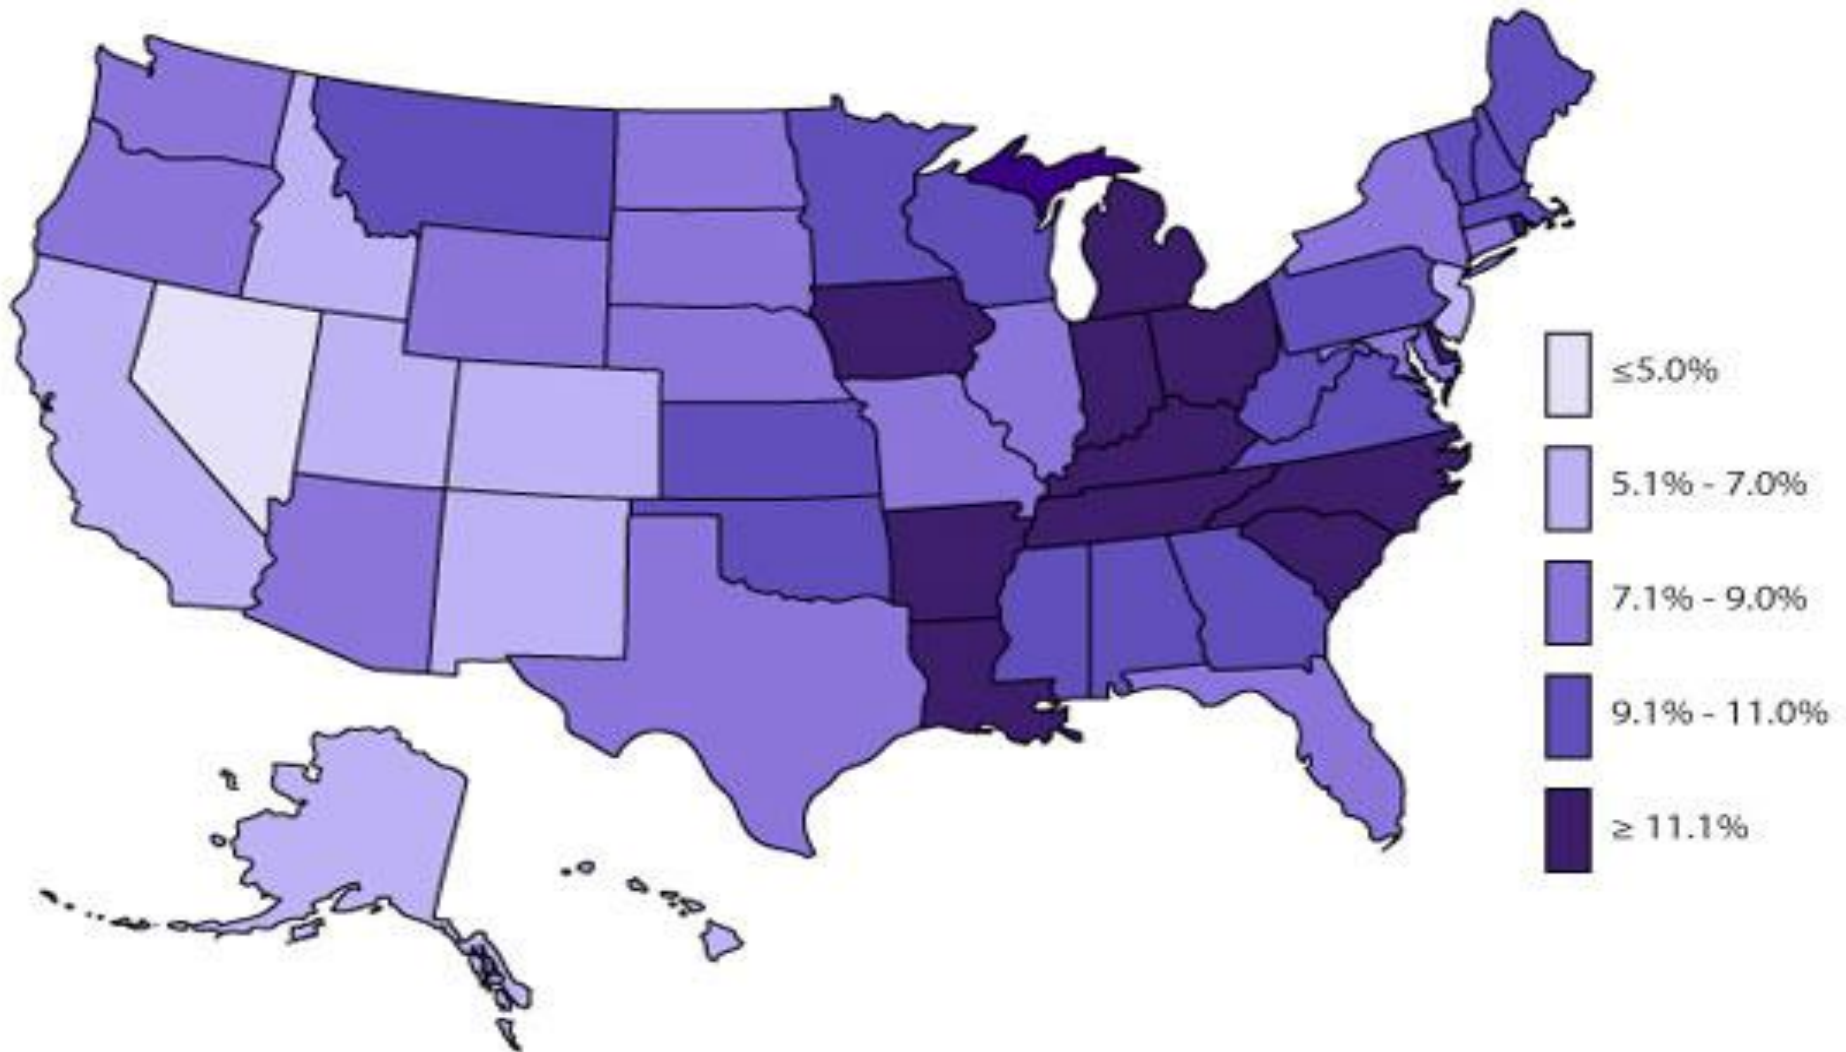 ≤5.0%
5.1% - 7.0%
7.1% - 9.0%
9.1% - 11.0%
≥ 11.1%